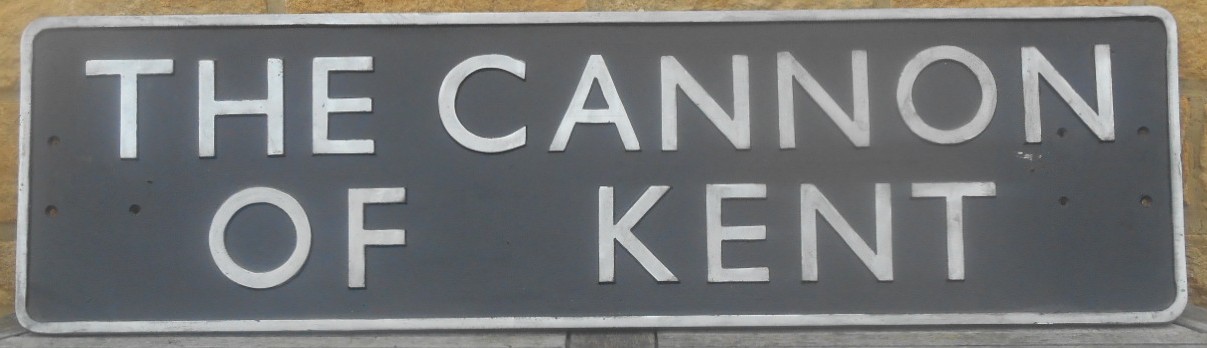 THE CANNON
OF KENT